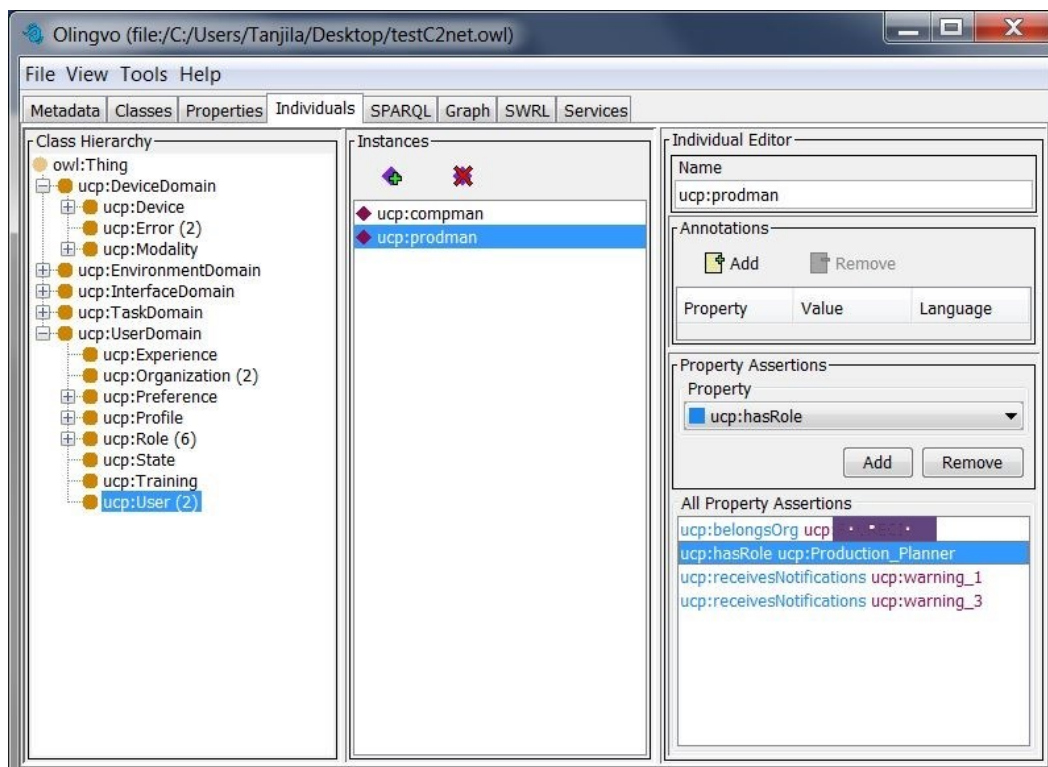 Olingvo (file:/C:/Users/Tanjila/Desktop/testC2net.owl)
File View Tools Help
Metadata Classes Properties Individuals SPARQL Graph SWRL Services
Class Hierarchy
owl:Thing
ucp:DeviceDomain
ucp:Device
ucp:Error (2)
ucp:Modality
ucp:EnvironmentDomain
ucp:InterfaceDomain
ucp:TaskDomain
ucp:UserDomain
ucp:Experience
ucp:Organization (2)
ucp:Preference
ucp:Profile
ucp:Role (6)
ucp:State
ucp:Training
ucp:User (2)
Instances
ucp:compman
ucp:prodman
Individual Editor
Name
ucp:prodman
Annotations
Add Remove
Property Value Language
Property Assertions
Property
ucp:hasRole
Add Remove
All Property Assertions
ucp:belongsOrg ucp
ucp:hasRole ucp:Production_Planner
ucp:receivesNotifications ucp:warning_1
ucp:receivesNotifications ucp:warning_3